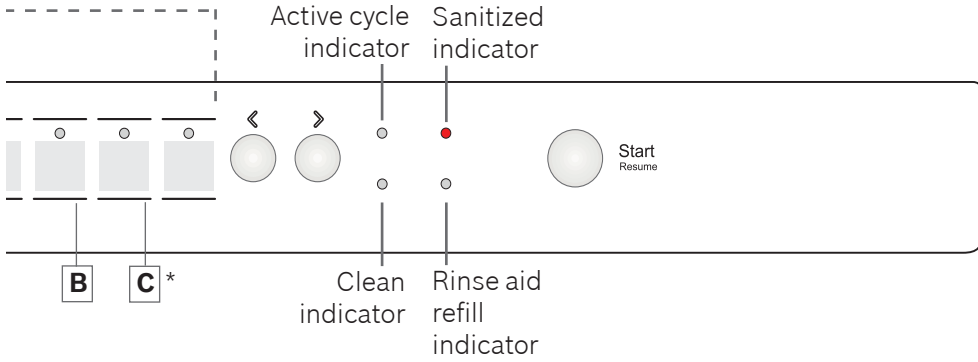 Active cycle
indicator
Sanitized
indicator
Start
Resume
B
C *
Clean
indicator
Rinse aid
refill
indicator